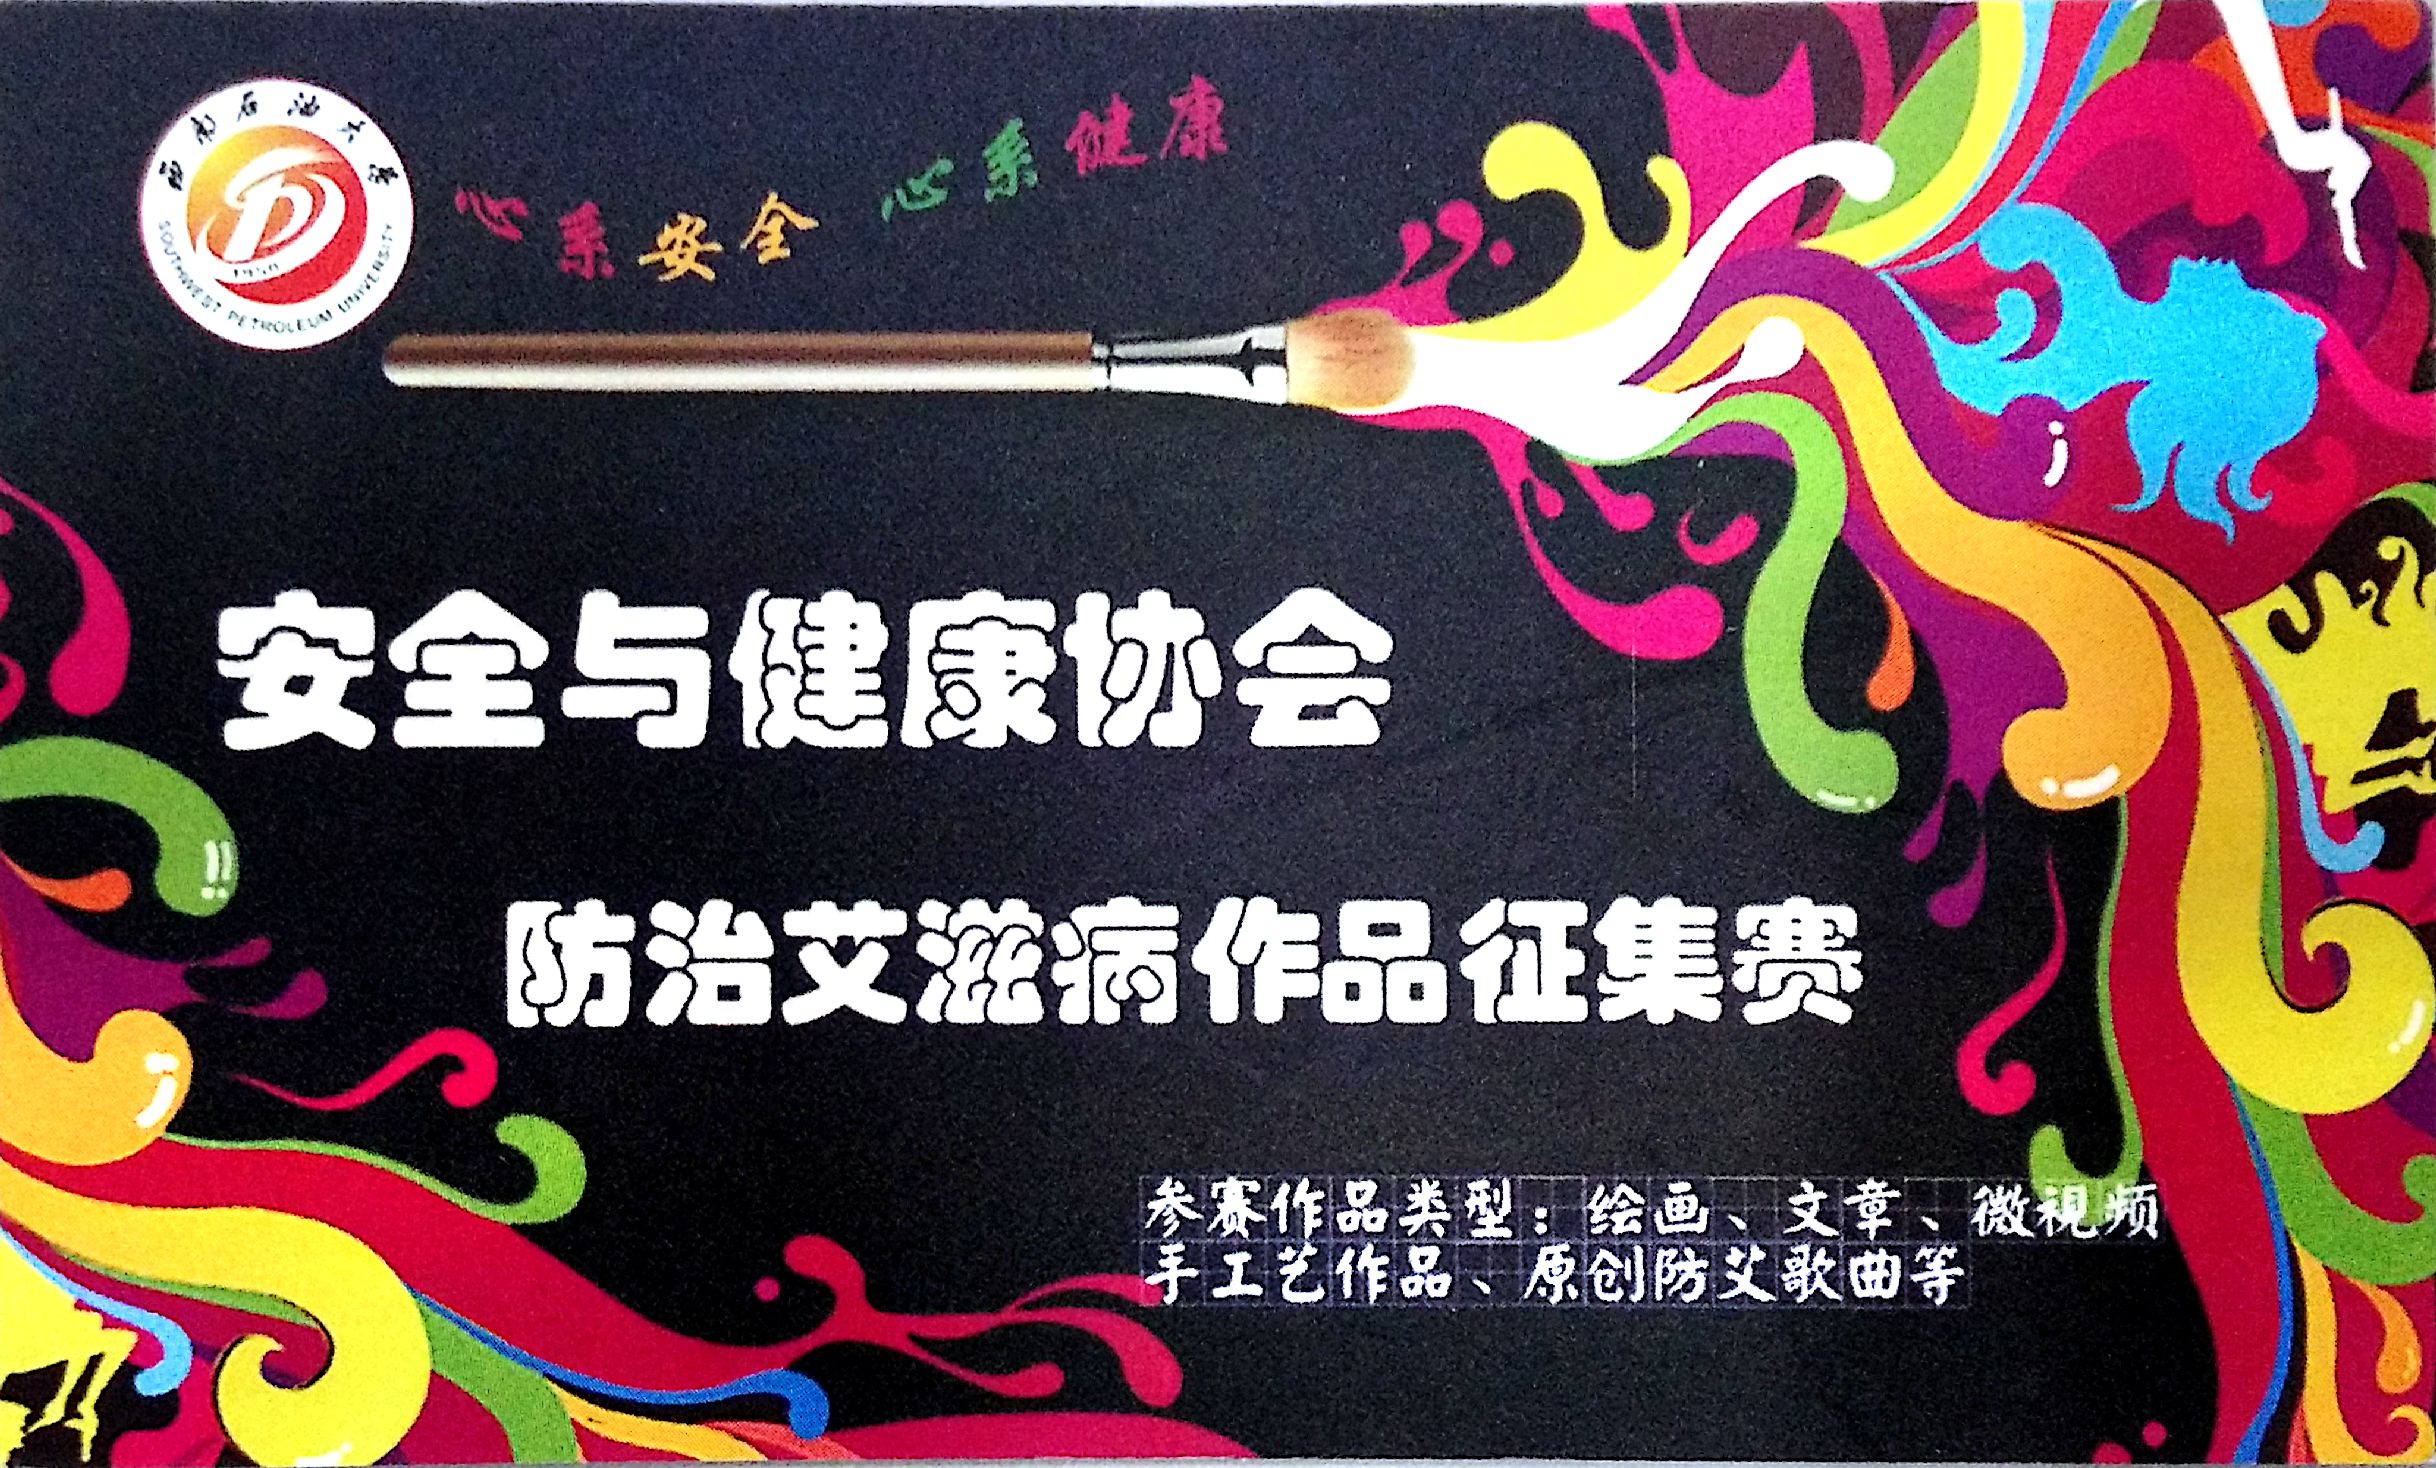 西南石油大学
1958
SOUTHWEST PETROLEUM UNIVERSITY
心系安全 心系健康
安全与健康协会
防治艾滋病作品征集赛
参赛作品类型：绘画、文章、微視频
手工艺作品、原创防艾歌曲等